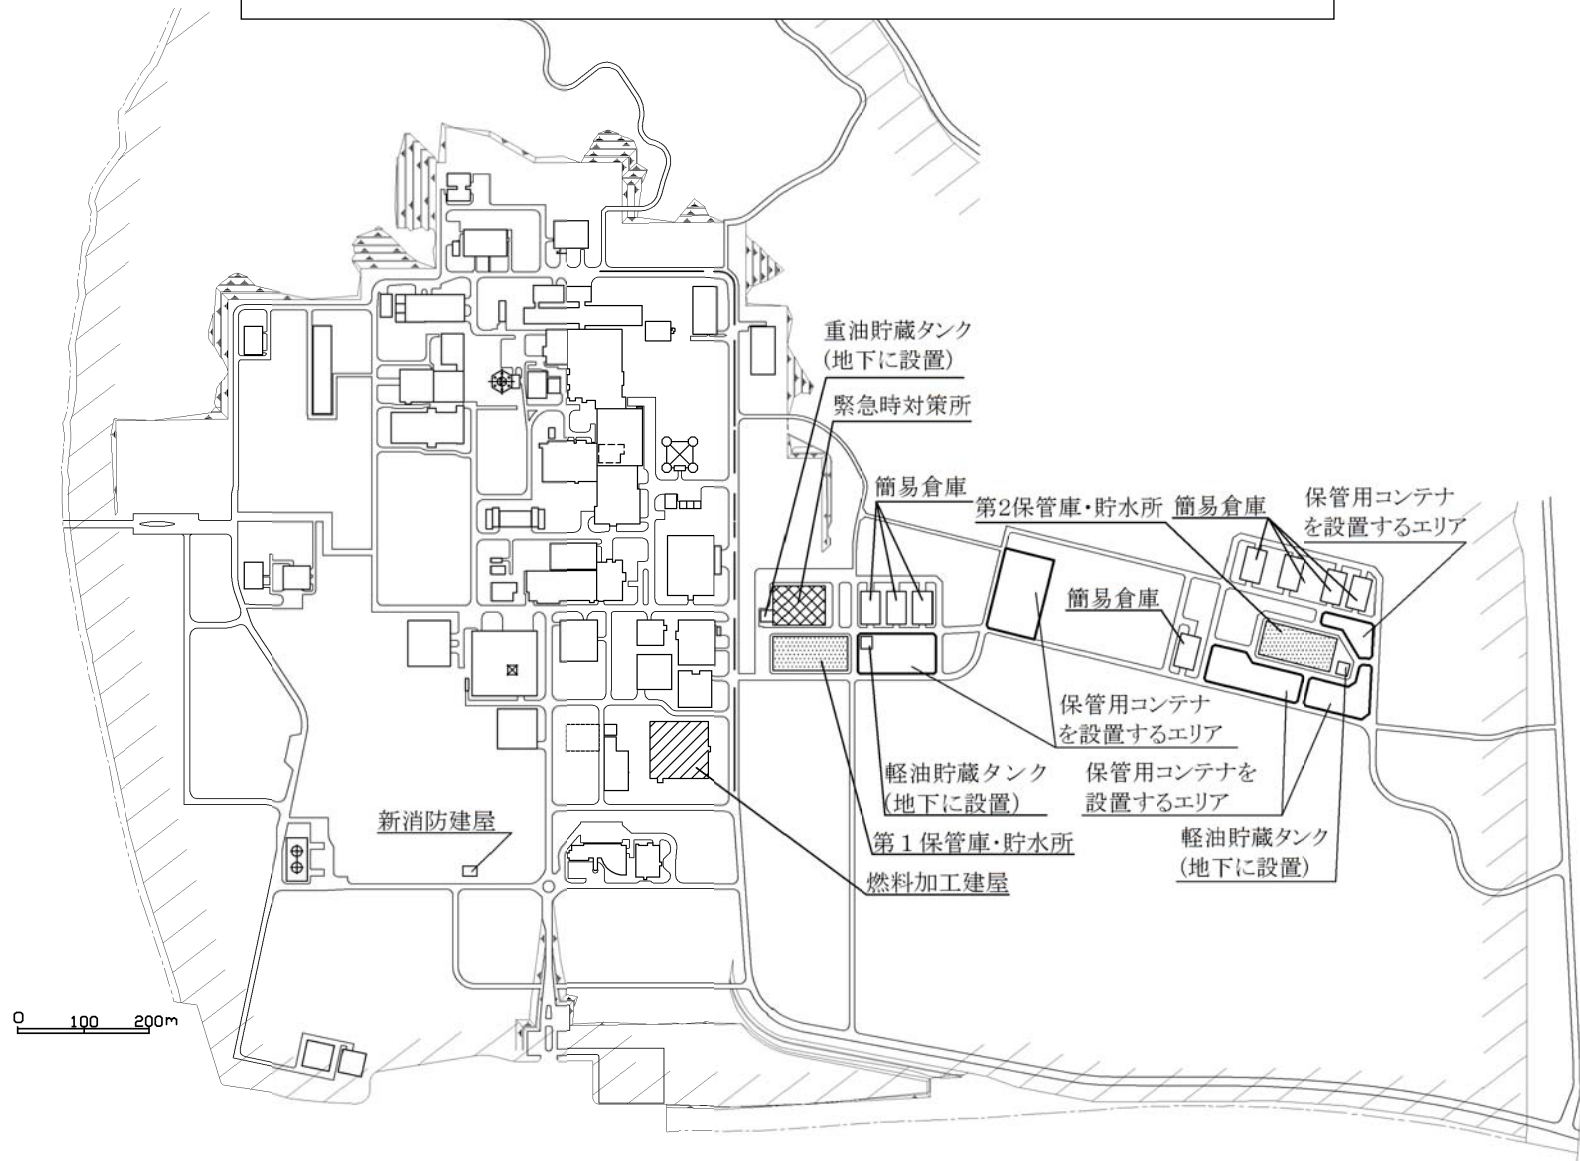 重油貯蔵タンク
(地下に設置)
緊急時対策所
簡易倉庫
第2保管庫・貯水所
簡易倉庫
保管用コンテナ
を設置するエリア
簡易倉庫
保管用コンテナ
を設置するエリア
軽油貯蔵タンク
(地下に設置)
保管用コンテナを
設置するエリア
新消防建屋
第１保管庫・貯水所
軽油貯蔵タンク
(地下に設置)
燃料加工建屋
0 100 200m